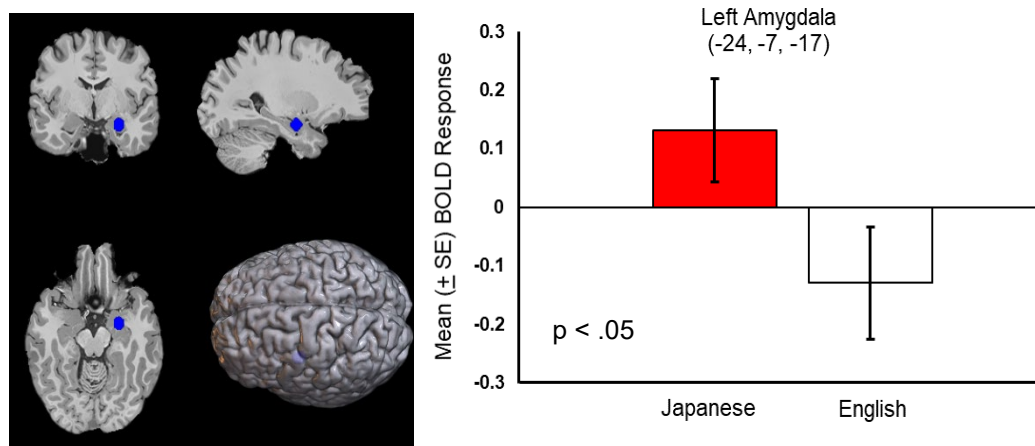 Left Amygdala
(-24, -7, -17)
Mean (± SE) BOLD Response
0.3
0.2
0.1
0
-0.1
-0.2
-0.3
p < .05
Japanese
English